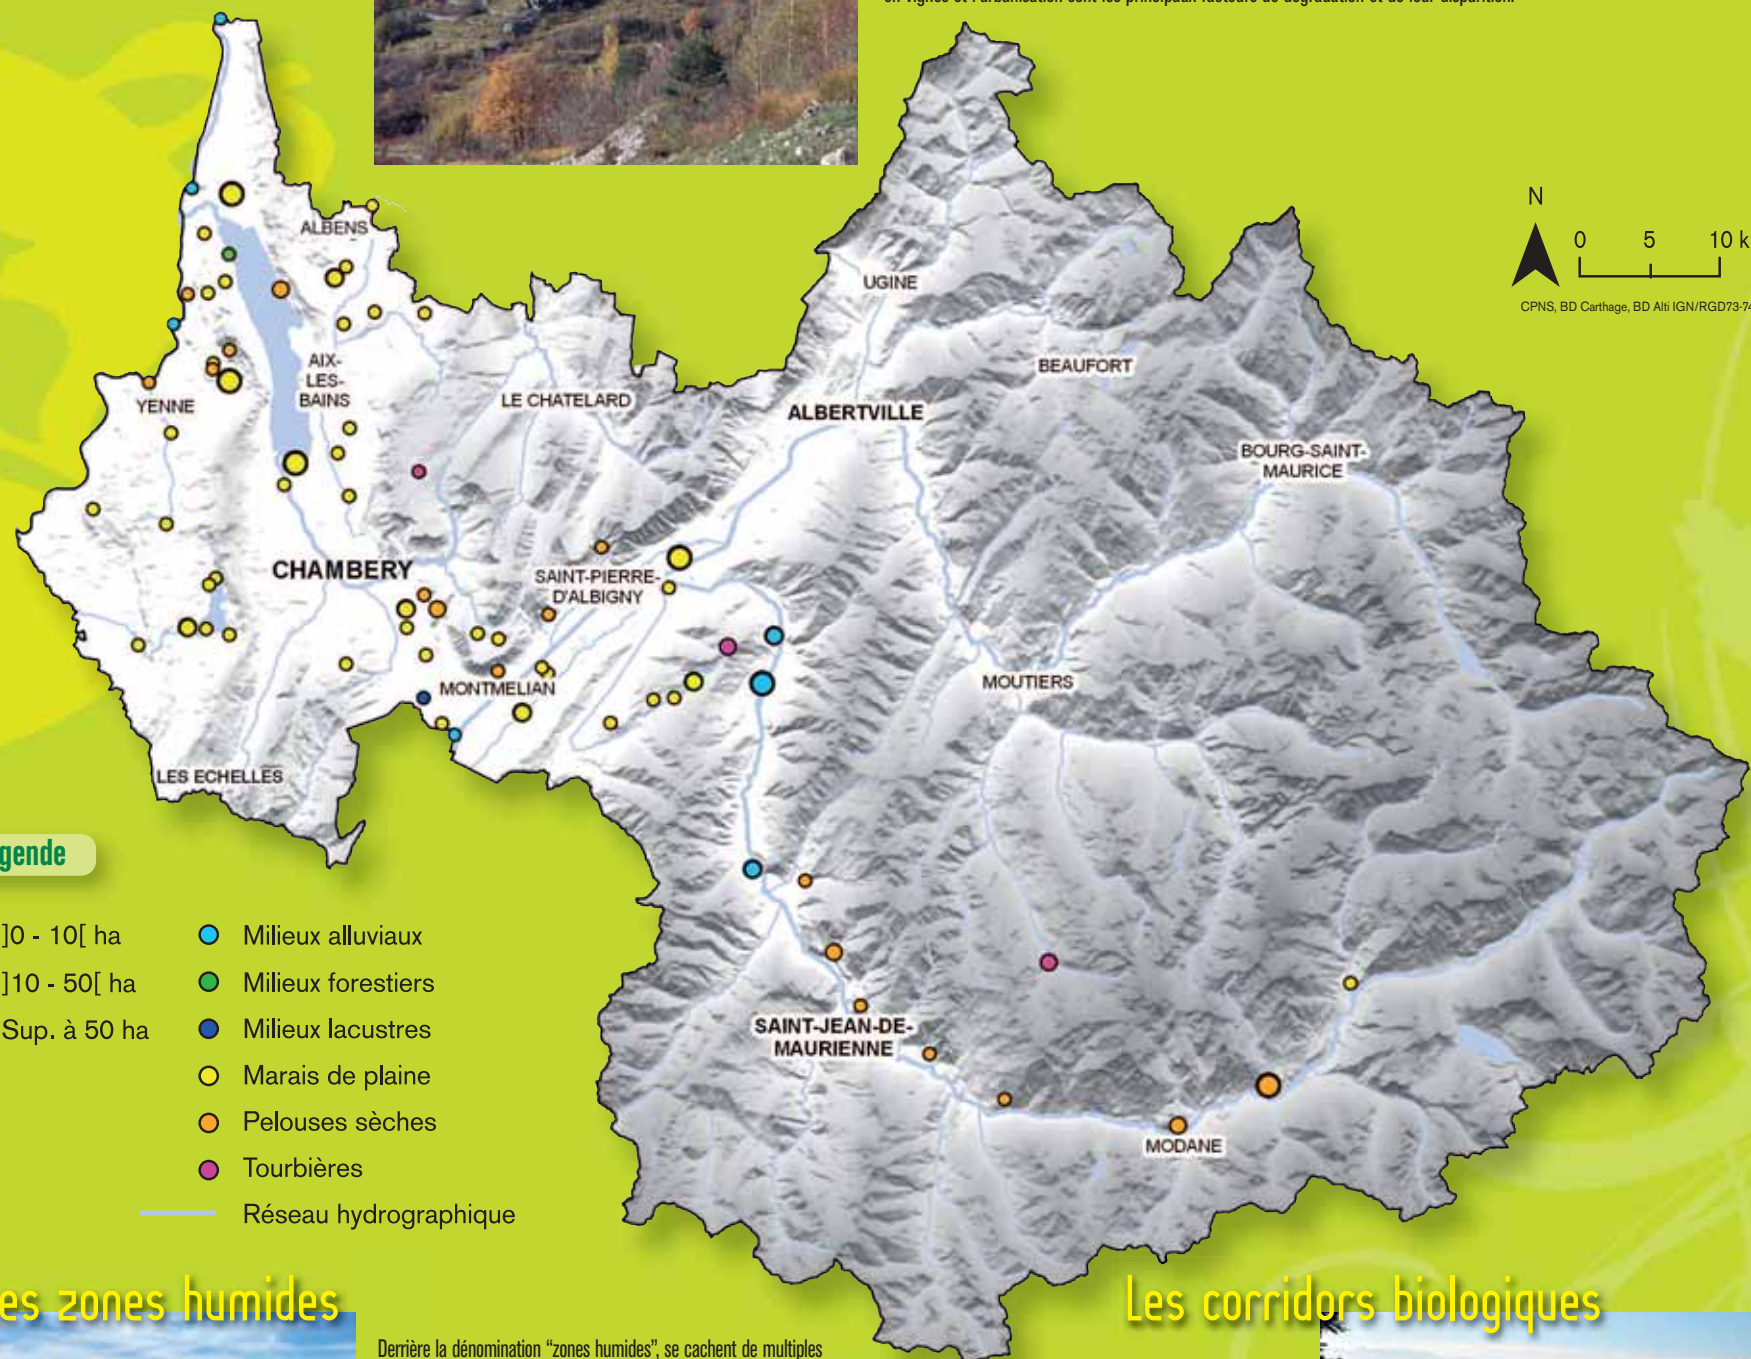 ALBENS
UGINE
N
0 5 10 k
CPNS, BD Carthage, BD Alti IGN/RGD73-74
BEAUFORT
AIX-
LES-
BAINS
YENNE
LE CHATELARD
ALBERTVILLE
BOURG-SAINT-
MAURICE
CHAMBERY
SAINT-PIERRE-
D'ALBIGNY
MOUTIERS
MONTMELIAN
LES ECHELLES
gende
]0 - 10[ ha
]10 - 50[ ha
Sup. à 50 ha
Milieux alluviaux
Milieux forestiers
Milieux lacustres
Marais de plaine
Pelouses sèches
Tourbières
Réseau hydrographique
SAINT-JEAN-DE-
MAURIENNE
MODANE
es zones humides
Les corridors biologiques
Derrière la dénomination “zones humides”, se cachent de multiples